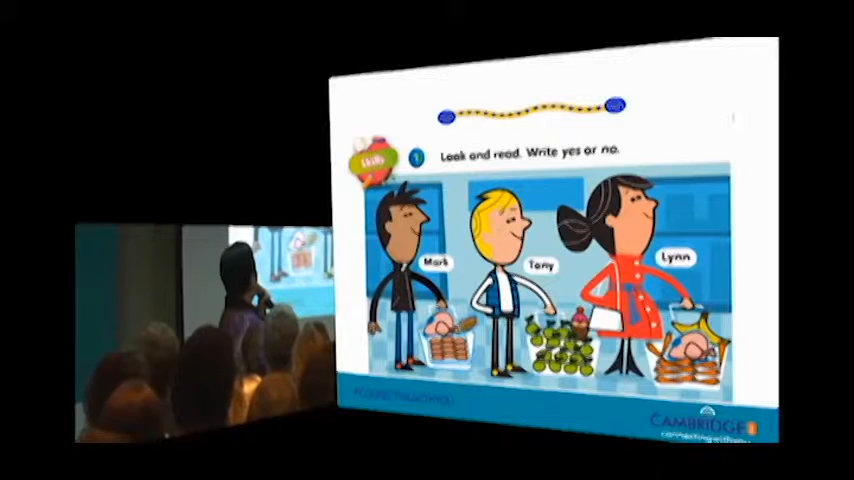 Skills
1
Look and read. Write yes or no.
Mark
Tony
Lynn
CAMBRIDGE